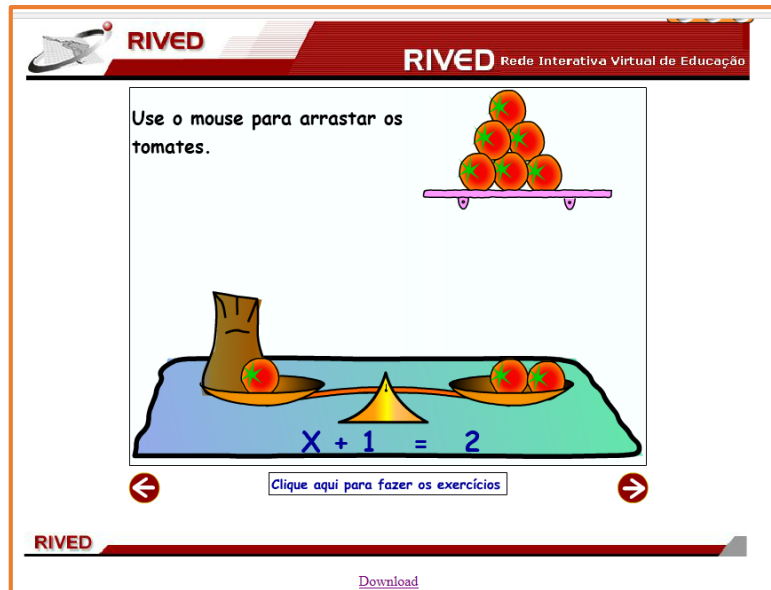 RIVED
RIVED Rede Interativa Virtual de Educação
Use o mouse para arrastar os
tomates.
X + 1 = 2
Clique aqui para fazer os exercícios
RIVED
Download